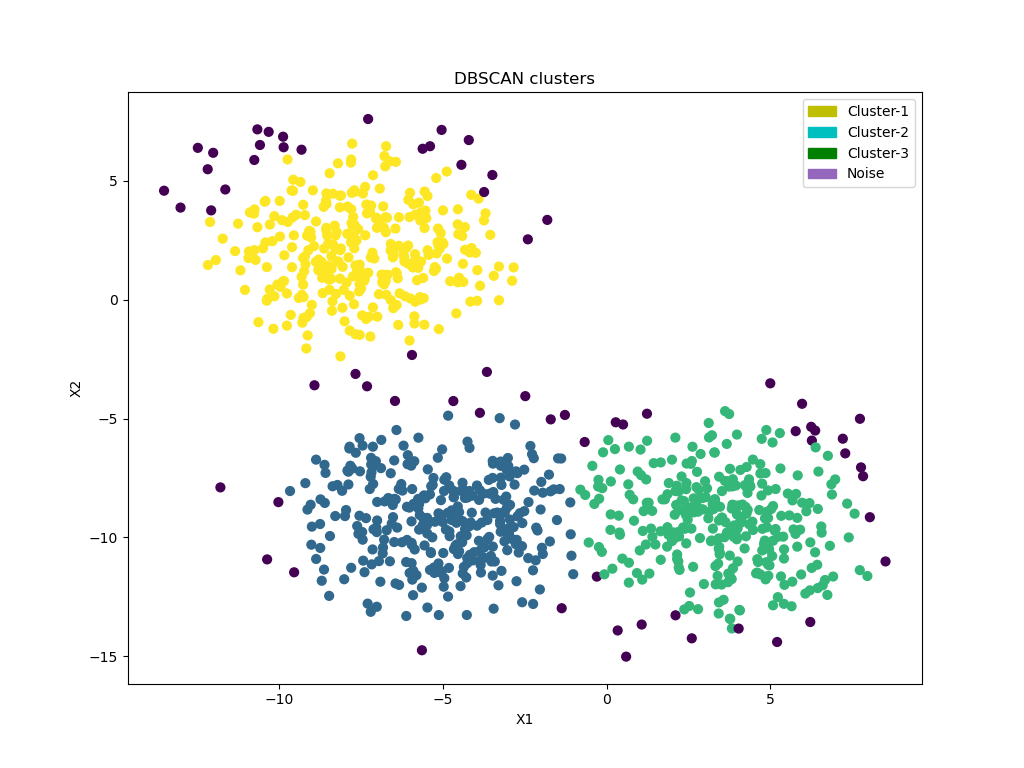 DBSCAN clusters
Cluster-1
Cluster-2
Cluster-3
Noise
5
0
−5
−10
−15
X2
−10
−5
0
5
X1